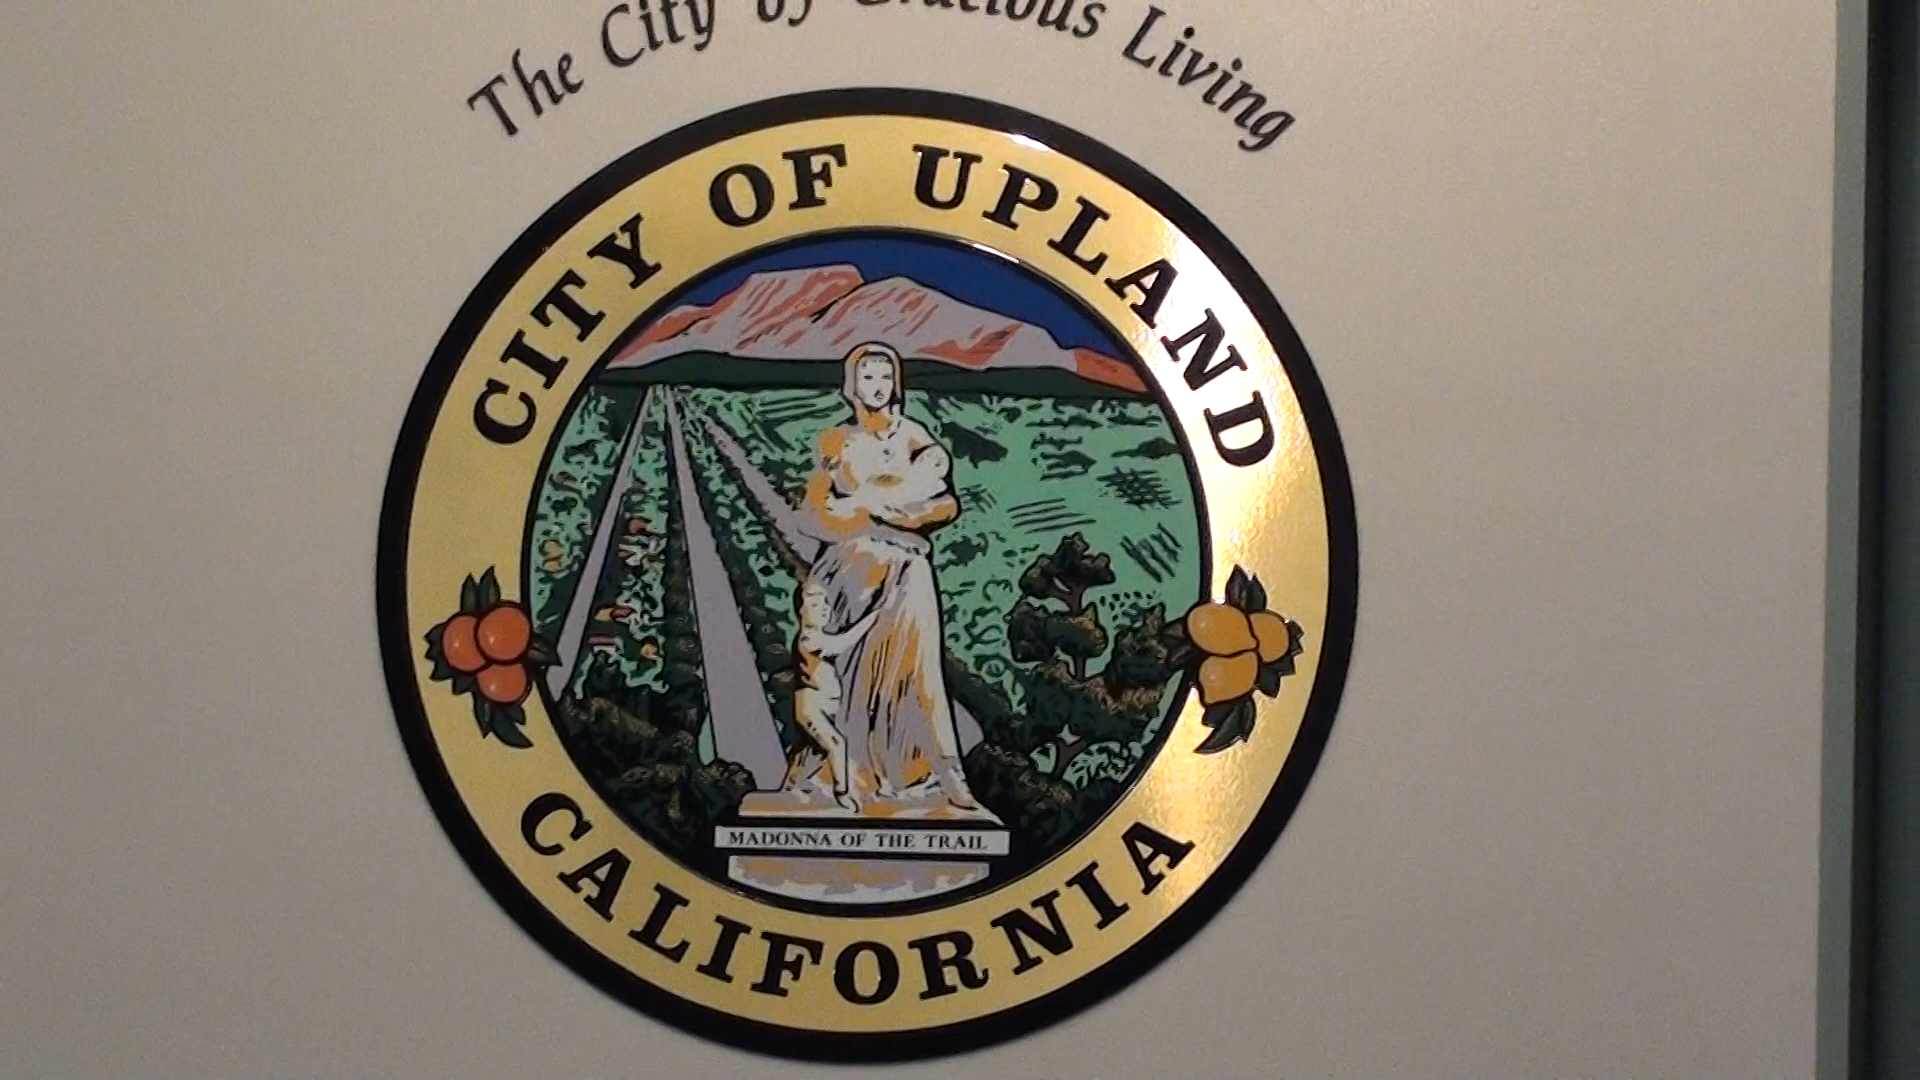 The City of Gracious Living
CITY OF UPLAND
MADONNA OF THE TRAIL
CALIFORNIA